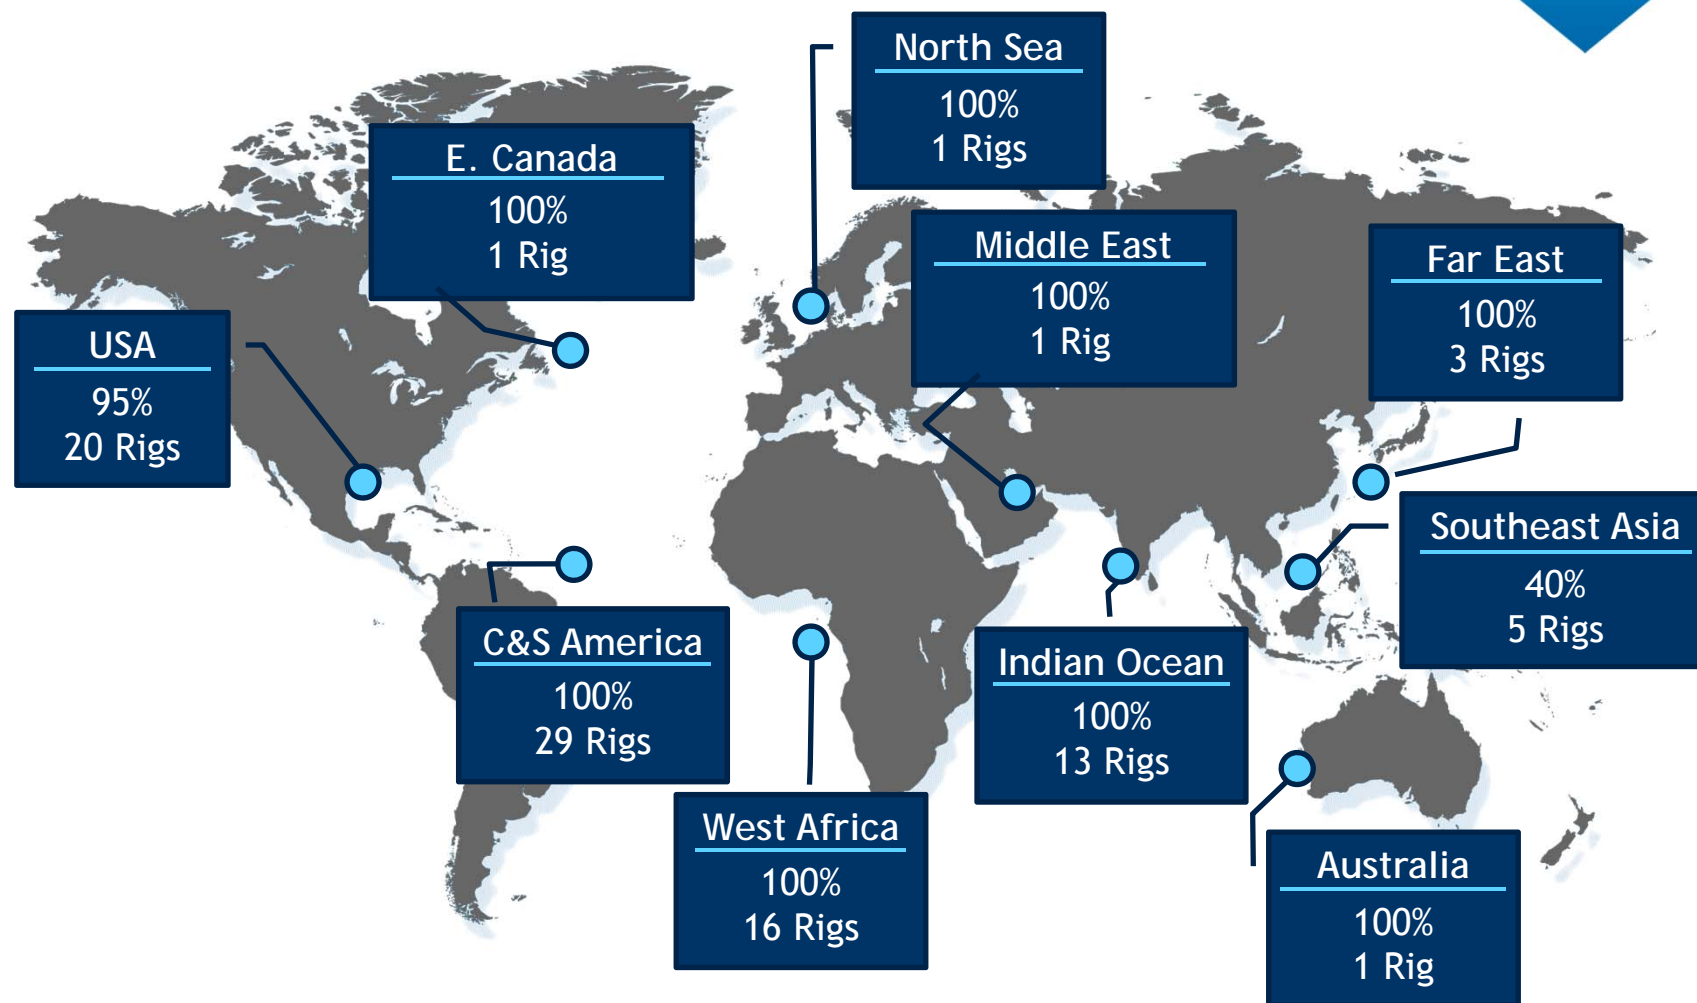 North Sea
100%
1 Rigs
E. Canada
100%
1 Rig
Middle East
100%
1 Rig
Far East
100%
3 Rigs
USA
95%
20 Rigs
Southeast Asia
40%
5 Rigs
C&S America
100%
29 Rigs
Indian Ocean
100%
13 Rigs
West Africa
100%
16 Rigs
Australia
100%
1 Rig